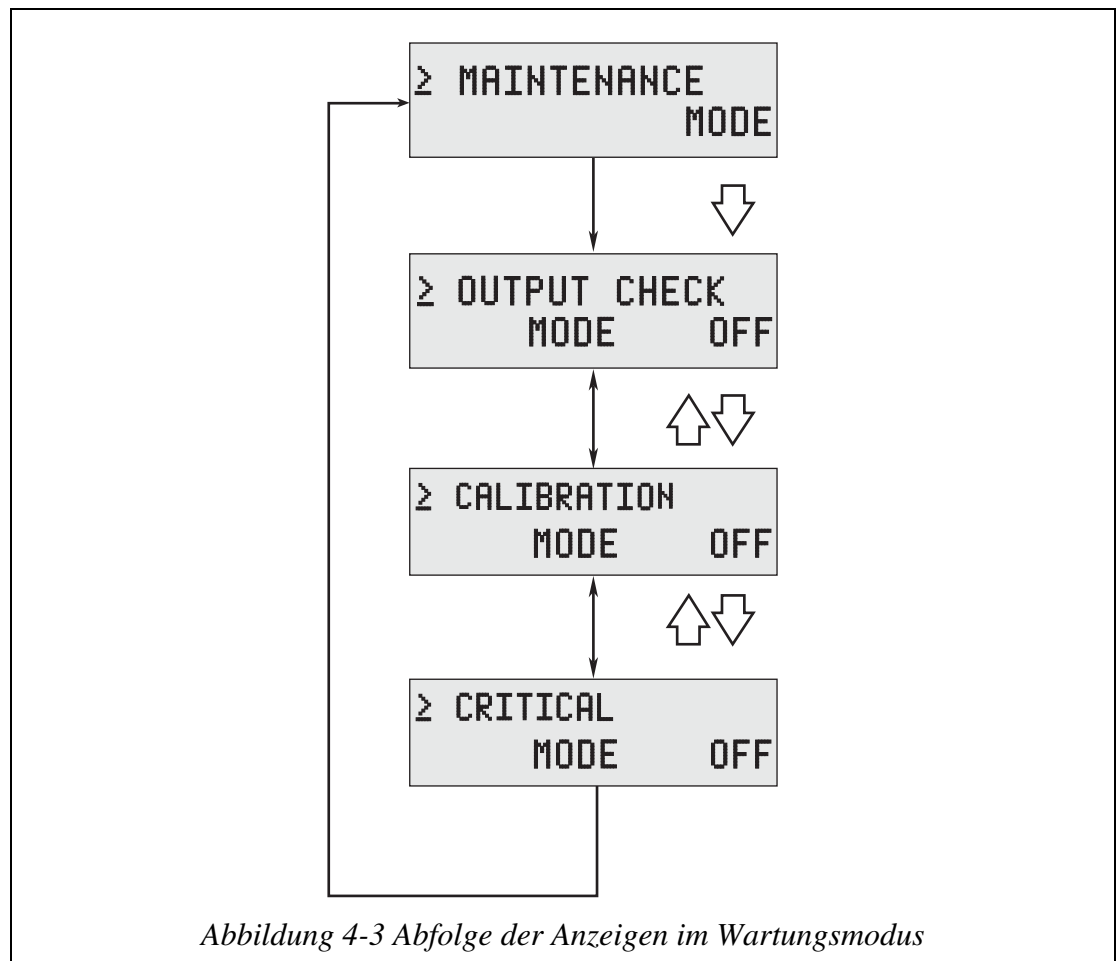 ≥ MAINTENANCE
MODE
≥ OUTPUT CHECK
MODE OFF
≥ CALIBRATION
MODE OFF
≥ CRITICAL
MODE OFF
Abbildung 4-3 Abfolge der Anzeigen im Wartungsmodus